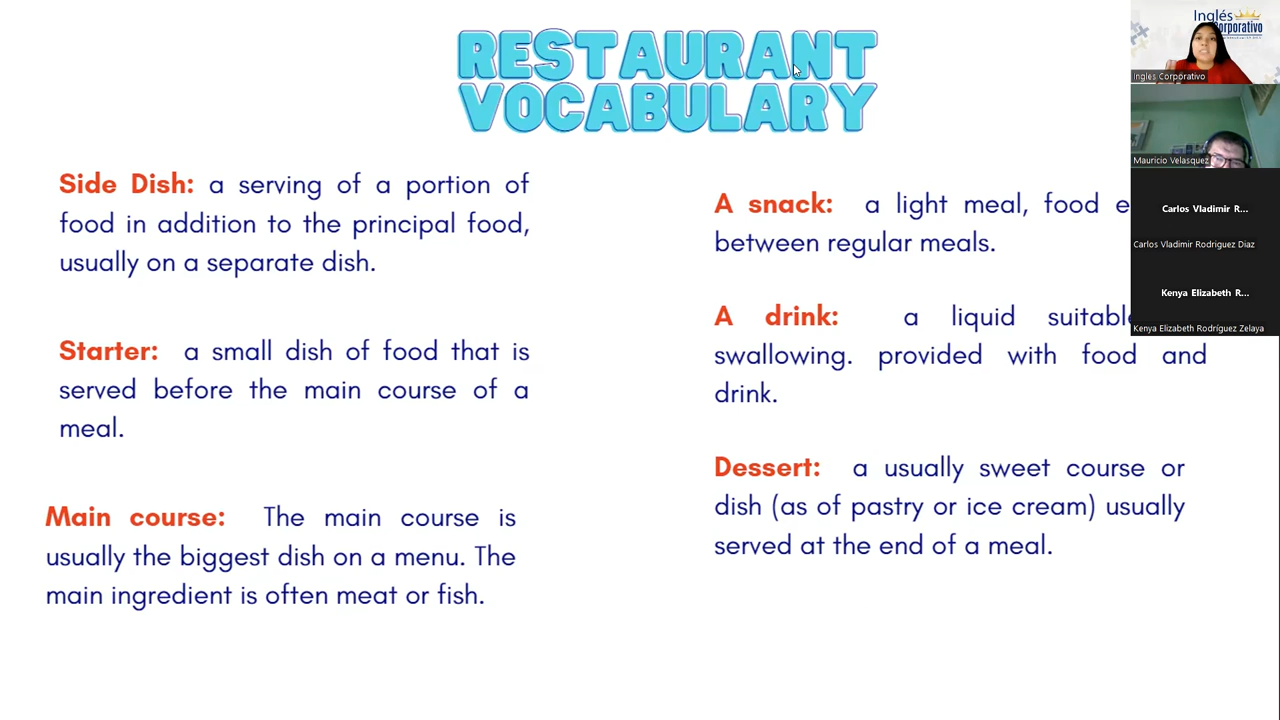 RESTAURANT
VOCABULARY
Side Dish: a serving of a portion of
food in addition to the principal food,
usually on a separate dish.
Starter: a small dish of food that is
served before the main course of a
meal.
Main course: The main course is
usually the biggest dish on a menu. The
main ingredient is often meat or fish.
A snack: a light meal, food
between regular meals.
A drink: a liquid suitable
swallowing. provided with food and
drink.
Dessert: a usually sweet course or
dish (as of pastry or ice cream) usually
served at the end of a meal.
Inglés
Corporativo
Ingles Corporativo
Mauricio Velasquez
Carlos Vladimir R...
Carlos Vladimir Rodriguez Diaz
Kenya Elizabeth R...
Kenya Elizabeth Rodríguez Zelaya